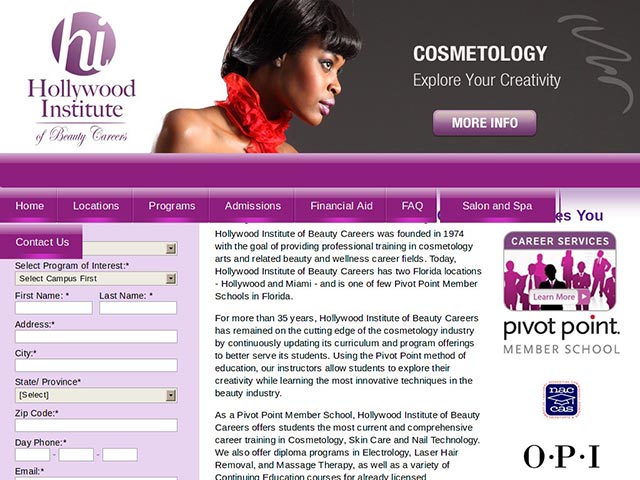 hi
Hollywood
Institute
of Beauty Careers
COSMETOLOGY
Explore Your Creativity
MORE INFO
Home
Locations
Programs
Admissions
Financial Aid
FAQ
Salon and Spa
Contact Us
es You
Select Program of Interest:*
Select Campus First
First Name: *
Last Name: *
Address:*
City:*
State/ Province*
[Select]
Zip Code:*
Day Phone:*
- -
Email:*
Hollywood Institute of Beauty Careers was founded in 1974
with the goal of providing professional training in cosmetology
arts and related beauty and wellness career fields. Today,
Hollywood Institute of Beauty Careers has two Florida locations
- Hollywood and Miami - and is one of few Pivot Point Member
Schools in Florida.
For more than 35 years, Hollywood Institute of Beauty Careers
has remained on the cutting edge of the cosmetology industry
by continuously updating its curriculum and program offerings
to better serve its students. Using the Pivot Point method of
education, our instructors allow students to explore their
creativity while learning the most innovative techniques in the
beauty industry.
As a Pivot Point Member School, Hollywood Institute of Beauty
Careers offers students the most current and comprehensive
career training in Cosmetology, Skin Care and Nail Technology.
We also offer diploma programs in Electrology, Laser Hair
Removal, and Massage Therapy, as well as a variety of
Continuing Education courses for already licensed
CAREER SERVICES
Learn More
pivot point.
MEMBER SCHOOL
nac
cas
O·P·I